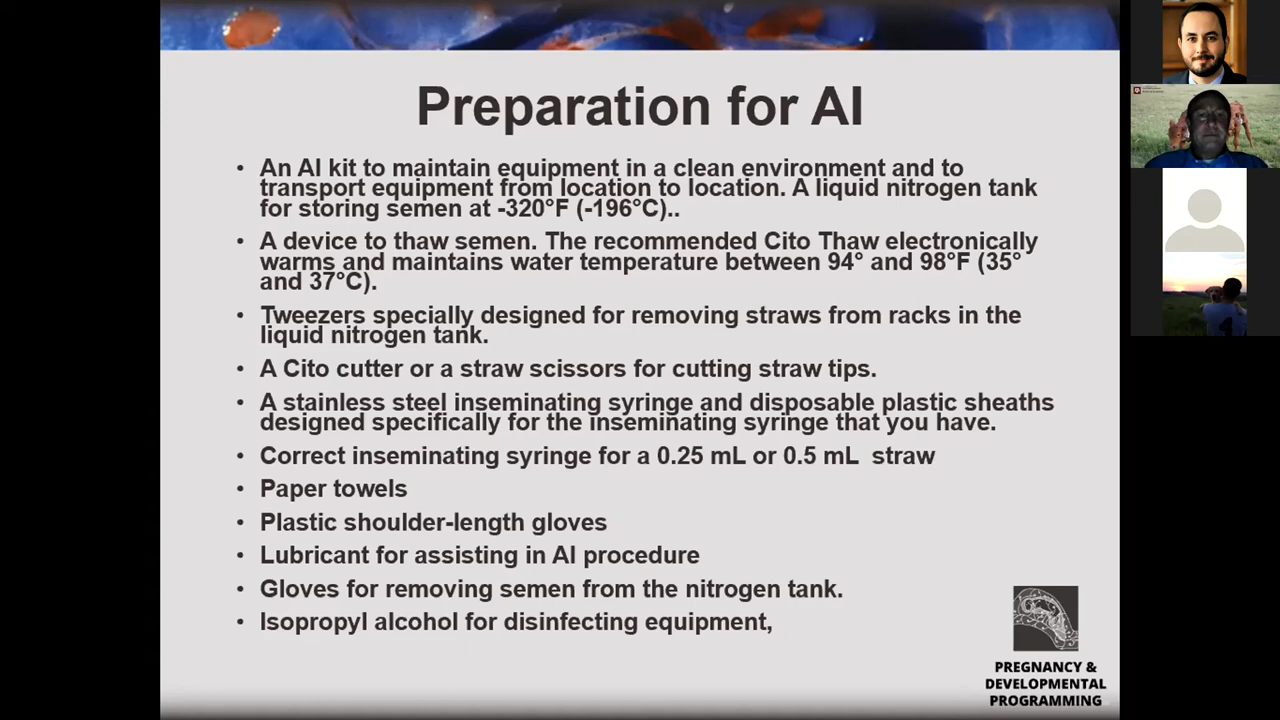 Preparation for AI
• An AI kit to maintain equipment in a clean environment and to
transport equipment from location to location. A liquid nitrogen tank
for storing semen at -320°F (-196°C)..
• A device to thaw semen. The recommended Cito Thaw electronically
warms and maintains water temperature between 94° and 98°F (35°
and 37°C).
• Tweezers specially designed for removing straws from racks in the
liquid nitrogen tank.
• A Cito cutter or a straw scissors for cutting straw tips.
• A stainless steel inseminating syringe and disposable plastic sheaths
designed specifically for the inseminating syringe that you have.
• Correct inseminating syringe for a 0.25 mL or 0.5 mL  straw
• Paper towels
• Plastic shoulder-length gloves
• Lubricant for assisting in AI procedure
• Gloves for removing semen from the nitrogen tank.
• Isopropyl alcohol for disinfecting equipment,
PREGNANCY &
DEVELOPMENTAL
PROGRAMMING